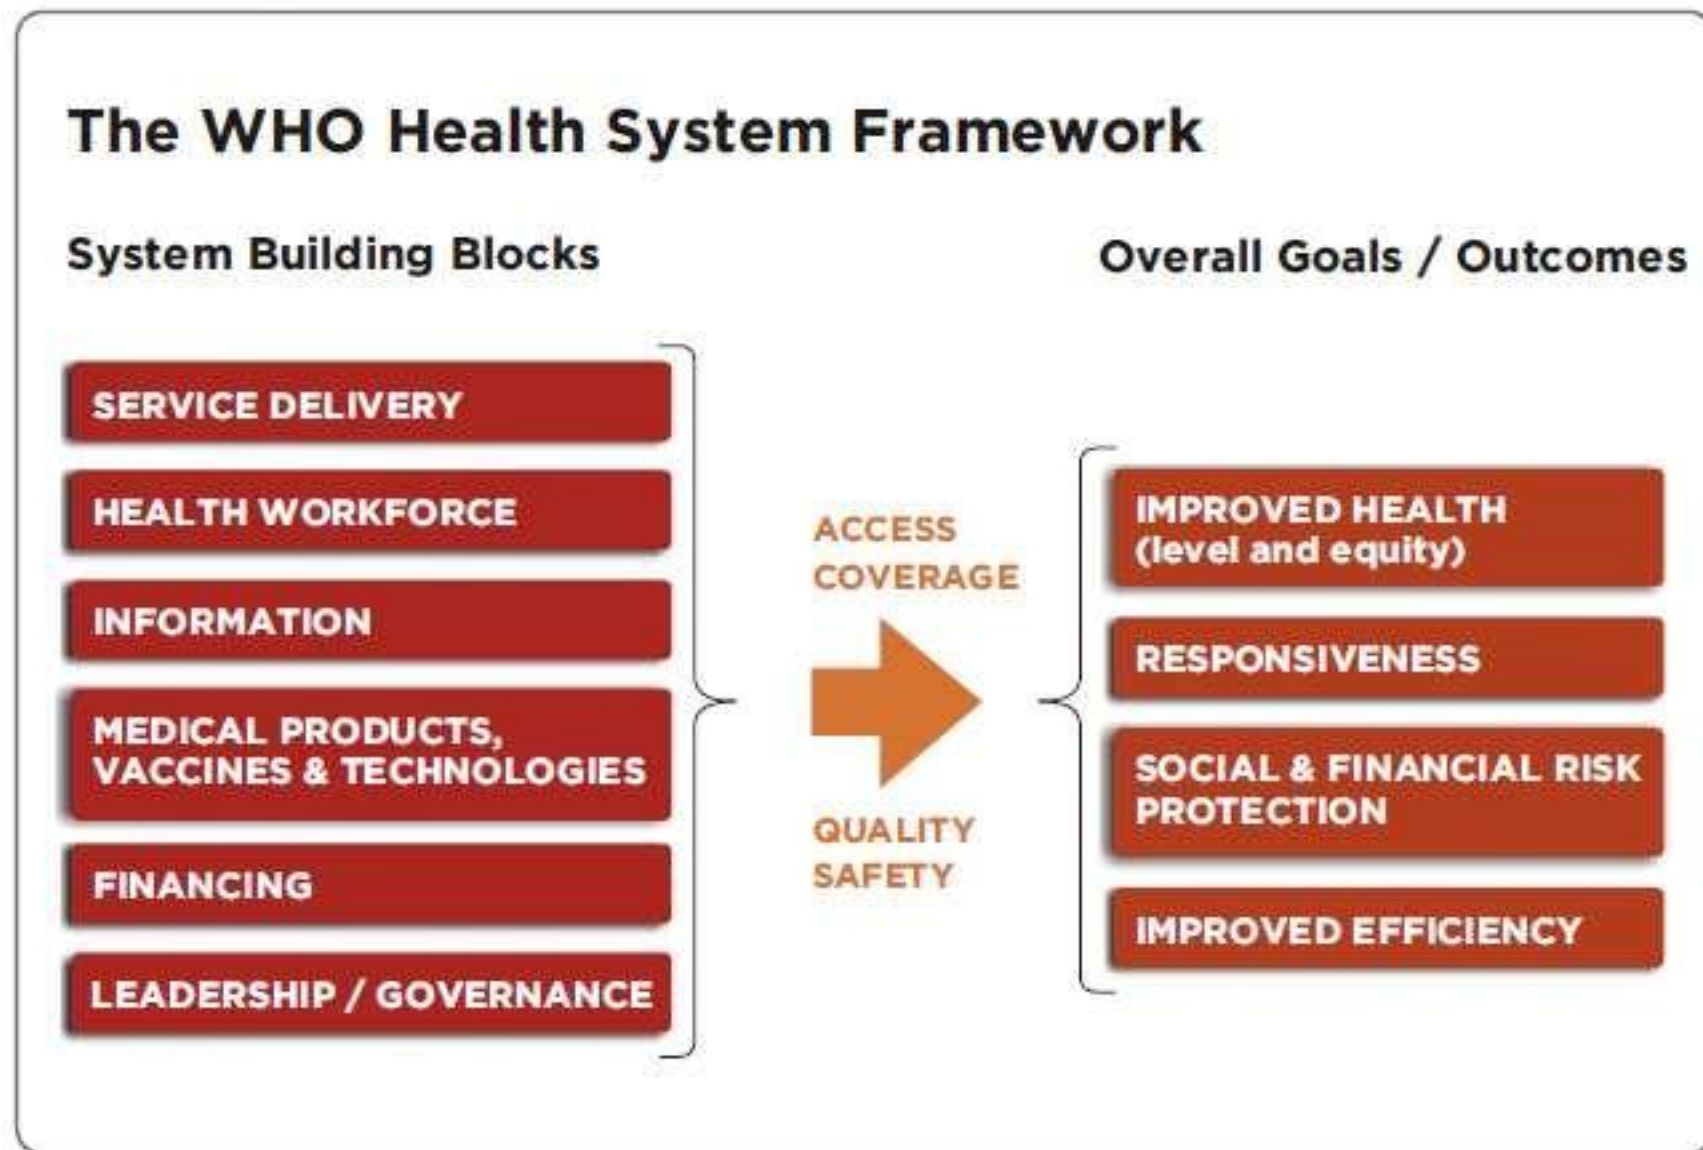 The WHO Health System Framework
System Building Blocks
SERVICE DELIVERY
HEALTH WORKFORCE
INFORMATION
MEDICAL PRODUCTS,
VACCINES & TECHNOLOGIES
FINANCING
LEADERSHIP / GOVERNANCE
ACCESS
COVERAGE
QUALITY
SAFETY
Overall Goals / Outcomes
IMPROVED HEALTH
(level and equity)
RESPONSIVENESS
SOCIAL & FINANCIAL RISK
PROTECTION
IMPROVED EFFICIENCY